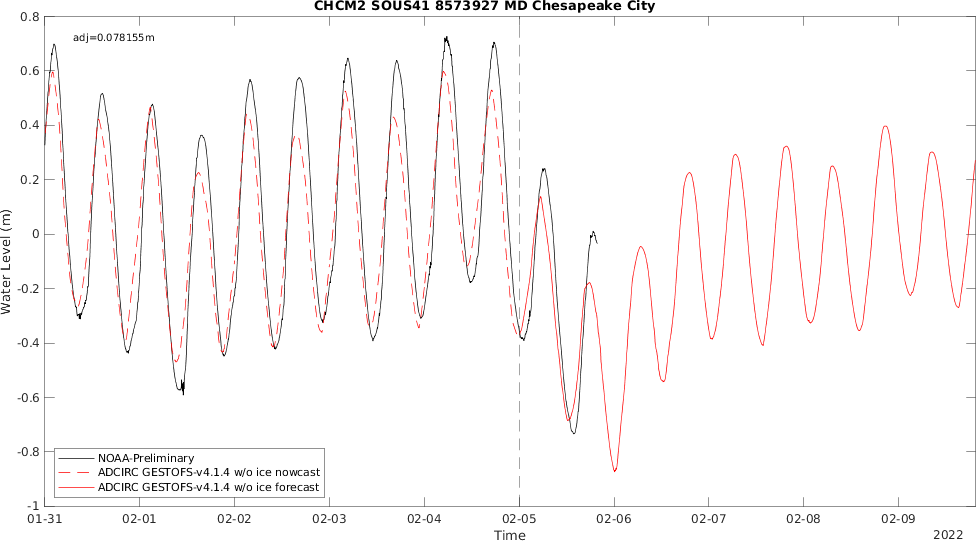 CHCM2 SOUS41 8573927 MD Chesapeake City
adj=0.078155m
0.8
0.6
0.4
0.2
0
-0.2
-0.4
-0.6
-0.8
-1
Water Level (m)
NOAA-Preliminary
ADCIRC GESTOFS-v4.1.4 w/o ice nowcast
ADCIRC GESTOFS-v4.1.4 w/o ice forecast
01-31 02-01 02-02 02-03 02-04 02-05 02-06 02-07 02-08 02-09
Time
2022